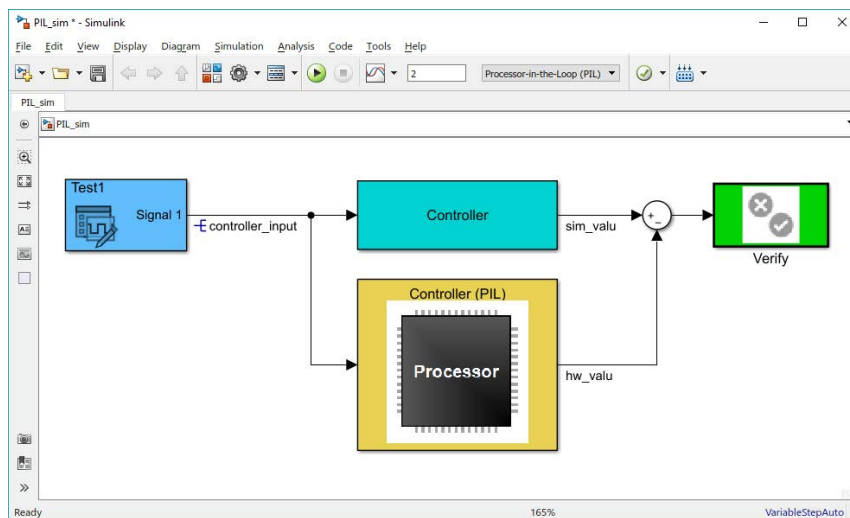 PIL_sim * - Simulink
File Edit View Display Diagram Simulation Analysis Code Tools Help
2 Processor-in-the-Loop (PIL)
PIL_sim
PIL_sim
Test1
Signal 1
controller_input
Controller
sim_valu
Verify
Controller (PIL)
Processor
hw_valu
Ready 165% VariableStepAuto